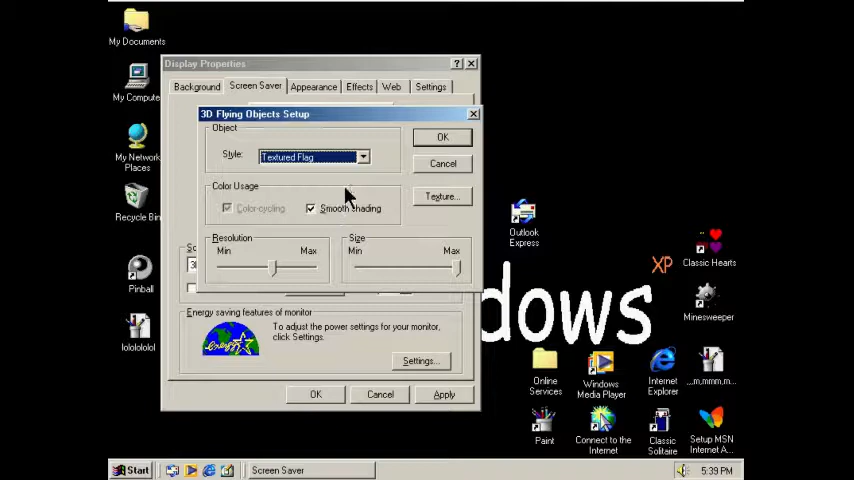 My Documents
My Compute
My Network
Places
Recycle Bin
Pinball
lolololol
Display Properties
Background
Screen Saver
Appearance
Effects
Web
Settings
3D Flying Objects Setup
Object
Style:
Textured Flag
OK
Cancel
Color Usage
Color-cycling
Smooth shading
Texture...
Resolution
Min
Max
Size
Min
Max
Energy saving features of monitor
To adjust the power settings for your monitor,
click Settings.
Settings...
OK
Cancel
Apply
Outlook
Express
Classic Hearts
XP
dows
Minesweeper
Online
Services
Windows
Media Player
Internet
Explorer
,,,m,mmm,m...
Paint
Connect to the
Internet
Classic
Solitaire
Setup MSN
Internet A...
Start
Screen Saver
5:39 PM